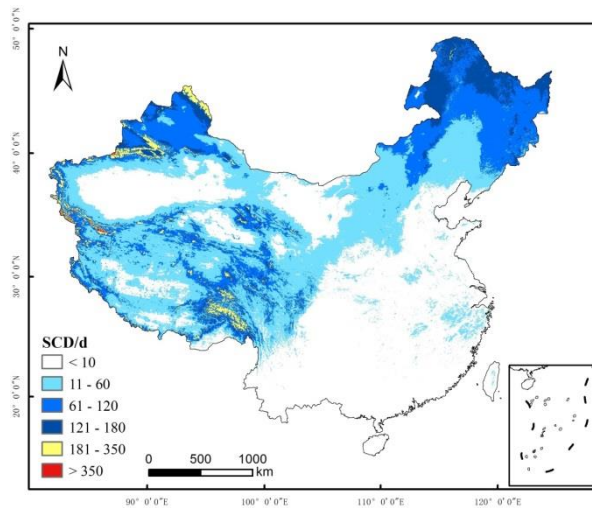 50°0'0"N
N
40°0'0"N
30°0'0"N
SCD/d
< 10
11 - 60
61 - 120
20°0'0"N
121 - 180
181 - 350
> 350
0 500 1000
km
90°0'0"E
100°0'0"E
110°0'0"E
120°0'0"E